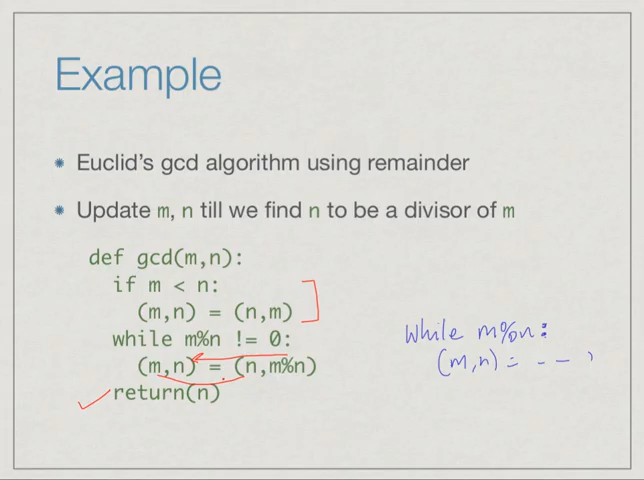 Example
Euclid's gcd algorithm using remainder
Update m, n till we find n to be a divisor of m
def gcd(m,n):
if m < n:
(m,n) = (n,m)
while m%n != 0:
(m,n) = (n,m%n)
return(n)
While m%n:
(m,n) = - - )